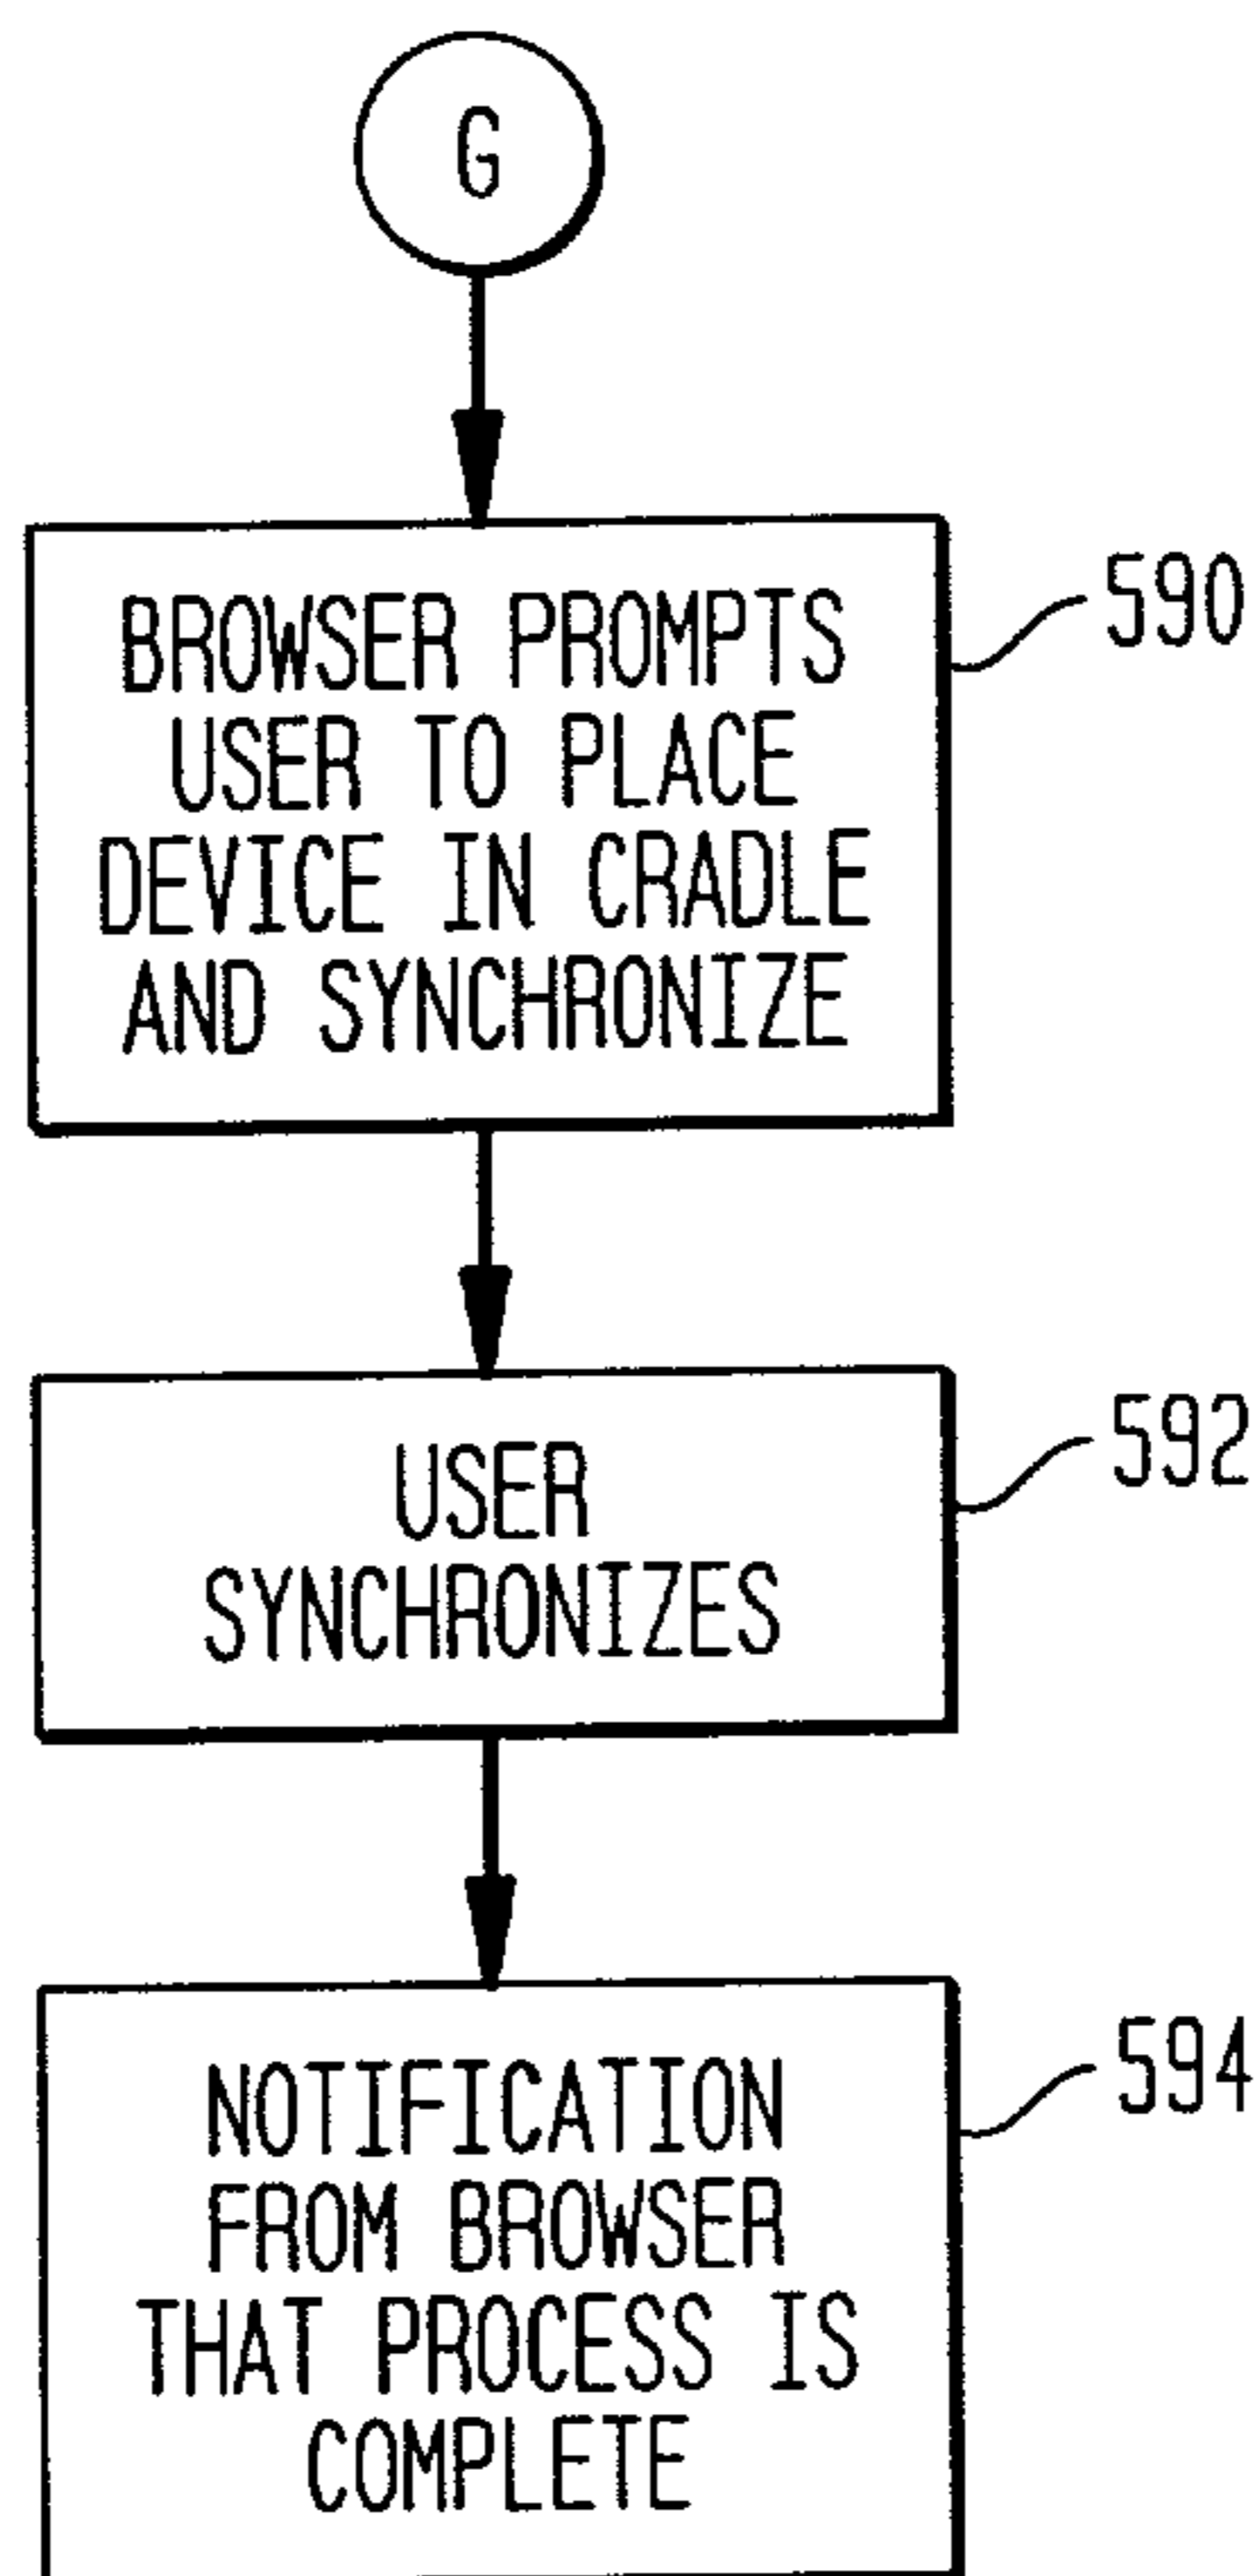 G
BROWSER PROMPTS
USER TO PLACE
DEVICE IN CRADLE
AND SYNCHRONIZE
590
USER
SYNCHRONIZES
592
NOTIFICATION
FROM BROWSER
THAT PROCESS IS
COMPLETE
594